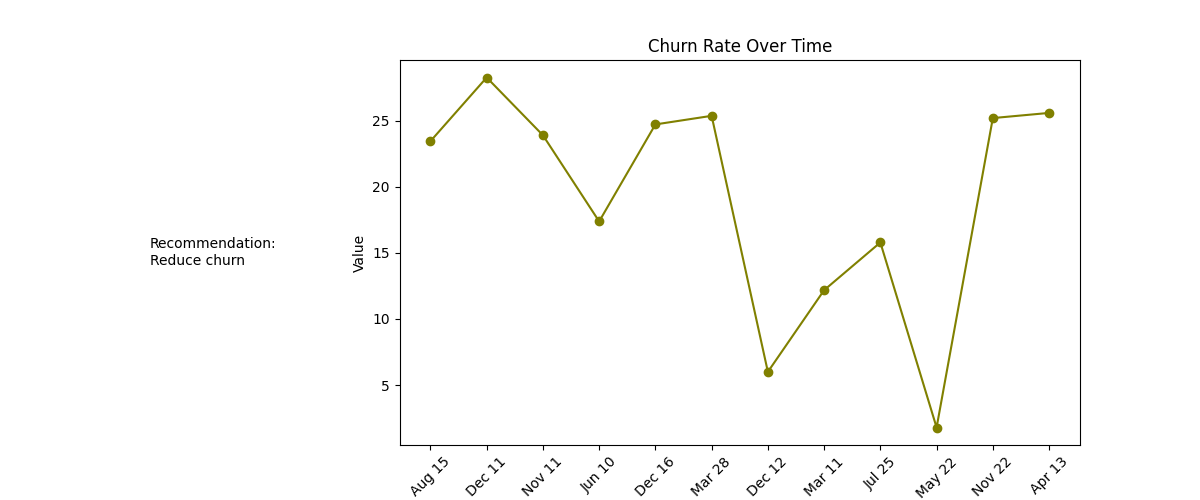 Churn Rate Over Time
Recommendation:
Reduce churn
Value
25
20
15
10
5
Aug 15
Dec 11
Nov 11
Jun 10
Dec 16
Mar 28
Dec 12
Mar 11
Jul 25
May 22
Nov 22
Apr 13